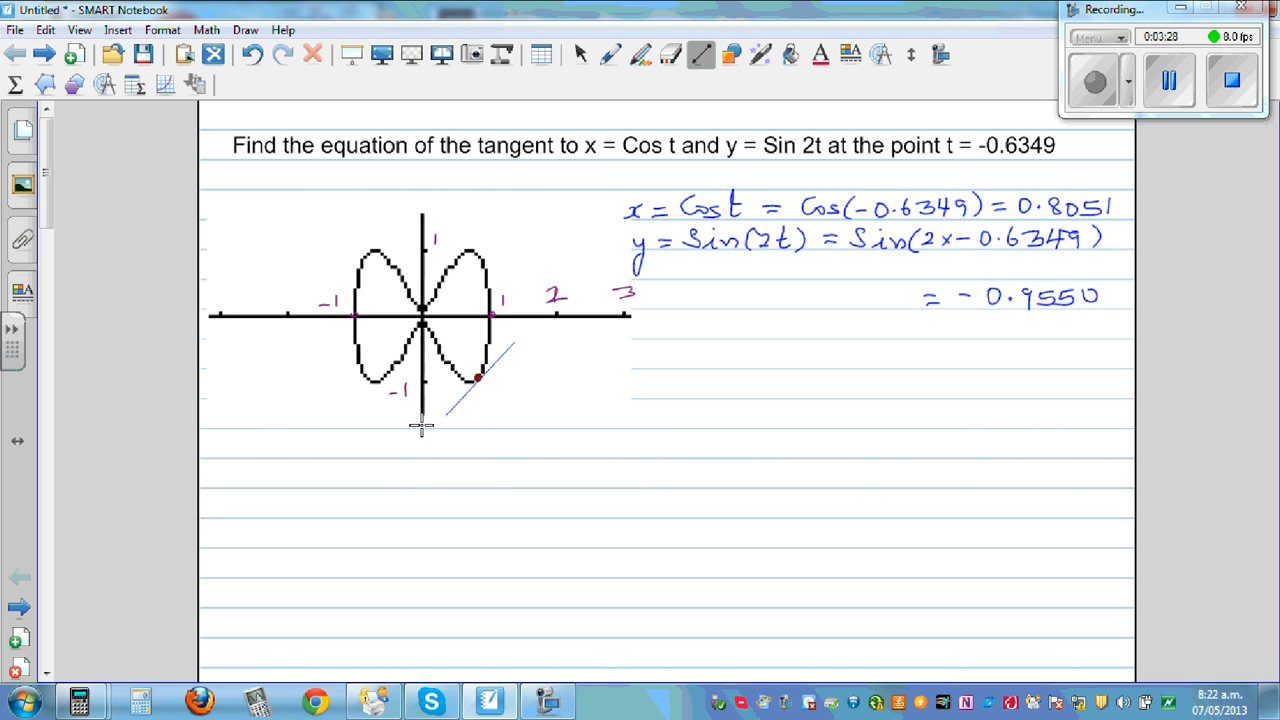 Untitled * - SMART Notebook
Recording...
File Edit View Insert Format Math Draw Help
Menu
0:03:28
8.0 fps
Find the equation of the tangent to x = Cos t and y = Sin 2t at the point t = -0.6349
x = Cos t = Cos(-0.6349) = 0.8051
y = Sin(2t) = Sin(2x-0.6349)
= - 0.9550
1
-1
1
2
3
-1
8:22 a.m.
07/05/2013